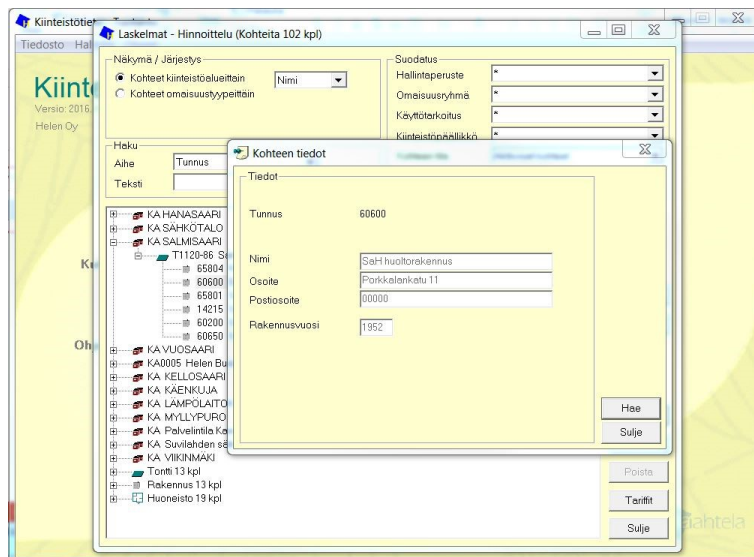 Kiinteistötie
Tiedosto Hal
Kiinte
Versio: 2016.
Helen Oy
Laskelmat - Hinnoittelu (Kohteita 102 kpl)
Näkymä / Järjestys
Kohteet kiinteistöalueittain
Nimi
Kohteet omaisuustyypeittäin
Suodatus
Hallintaperuste *
Omaisuusryhmä *
Käyttötarkoitus *
Kiinteistöpäällikkö *
Haku
Aihe Tunnus
Teksti
KA HANASAARI
KA SÄHKÖTALO
KA SALMISAARI
T1120-86 Sa
65804
60600
65801
14215
60200
60650
KA VUOSAARI
KA0005 Helen Bu
KA KELLOSAARI
KA KÄENKUJA
KA LÄMPÖLAITO
KA MYLLYPURO
KA Palvelintila Ka
KA Suvilahden sä
KA VIIKINMÄKI
Tontti 13 kpl
Rakennus 13 kpl
Huoneisto 19 kpl
Kohteen tiedot
Tiedot
Tunnus 60600
Nimi SaH huoltorakennus
Osoite Porkkalankatu 11
Postiosoite 00000
Rakennusvuosi 1952
Hae
Sulje
Poista
Tariffit
Sulje
Ku
Oh
ahtela